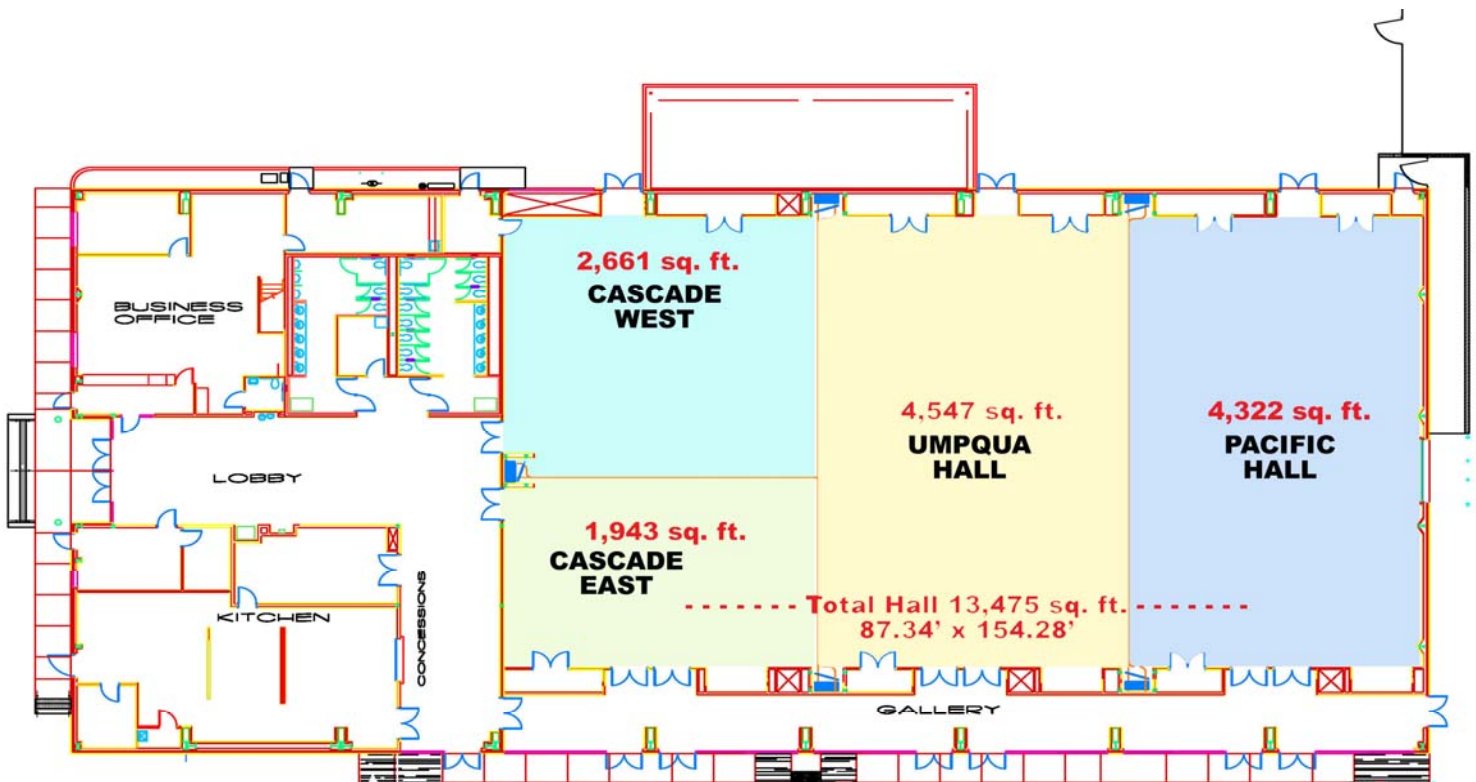 2,661 sq. ft.
CASCADE
WEST
BUSINESS
OFFICE
4,547 sq. ft.
UMPQUA
HALL
4,322 sq. ft.
PACIFIC
HALL
LOBBY
1,943 sq. ft.
CASCADE
EAST
KITCHEN
CONCESSIONS
Total Hall 13,475 sq. ft.
87.34' x 154.28'
GALLERY